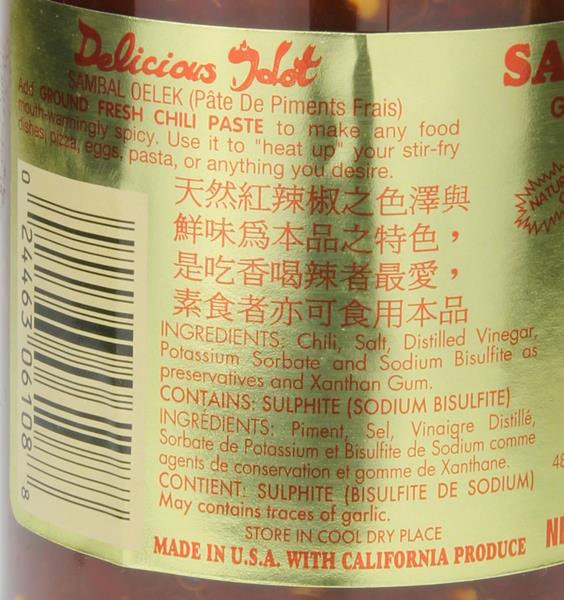 Delicious Hot
SAMBAL OELEK (Pâte De Piments Frais)
Add GROUND FRESH CHILI PASTE to make any food
mouth-warmingly spicy. Use it to "heat up" your stir-fry
dishes, pizza, eggs, pasta, or anything you desire.
天然紅辣椒之色澤與
鮮味爲本品之特色，
是吃香喝辣者最愛，
素食者亦可食用本品
INGREDIENTS: Chili, Salt, Distilled Vinegar,
Potassium Sorbate and Sodium Bisulfite as
preservatives and Xanthan Gum.
CONTAINS: SULPHITE (SODIUM BISULFITE)
INGRÉDIENTS: Piment, Sel, Vinaigre Distillé,
Sorbate de Potassium et Bisulfite de Sodium comme
agents de conservation et gomme de Xanthane.
CONTIENT: SULPHITE (BISULFITE DE SODIUM)
May contains traces of garlic.
STORE IN COOL DRY PLACE
MADE IN U.S.A. WITH CALIFORNIA PRODUCE
0 24463 06108 8
SA
G
NATUR
48
NE